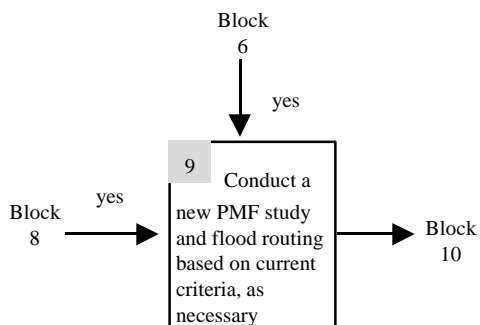 Block
6
yes
9
Conduct a
new PMF study
and flood routing
based on current
criteria, as
necessary
yes
Block
8
Block
10